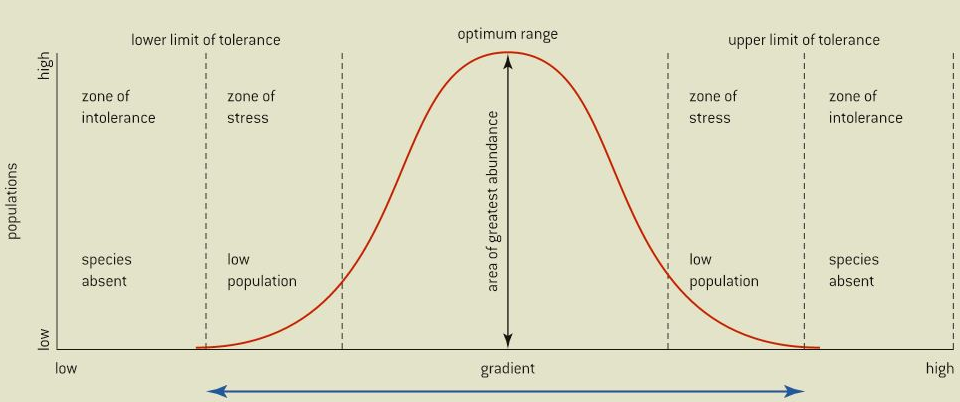 lower limit of tolerance
optimum range
upper limit of tolerance
high
zone of
intolerance
zone of
stress
zone of
stress
zone of
intolerance
populations
area of greatest abundance
species
absent
low
population
low
population
species
absent
low
low
gradient
high